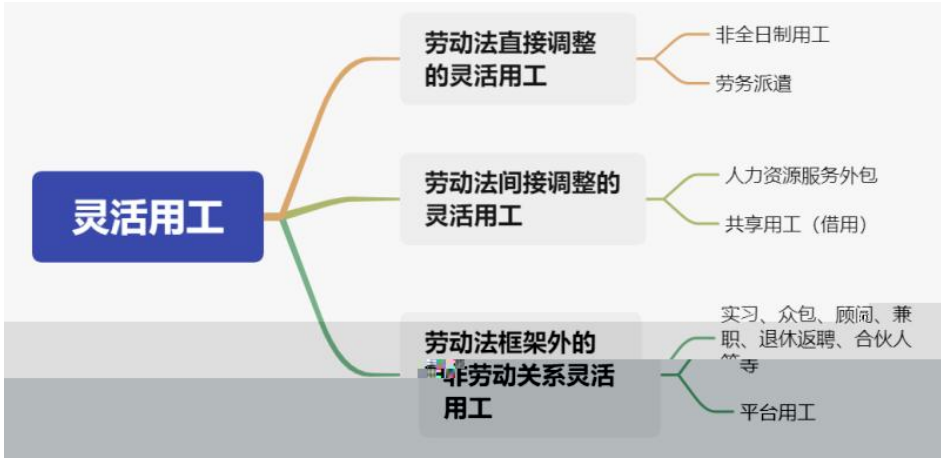 灵活用工
劳动法直接调整
的灵活用工
非全日制用工
劳务派遣
劳动法间接调整的
灵活用工
人力资源服务外包
共享用工（借用）
劳动法框架外的
非劳动关系灵活
用工
实习、众包、顾问、兼
职、退休返聘、合伙人
等
平台用工